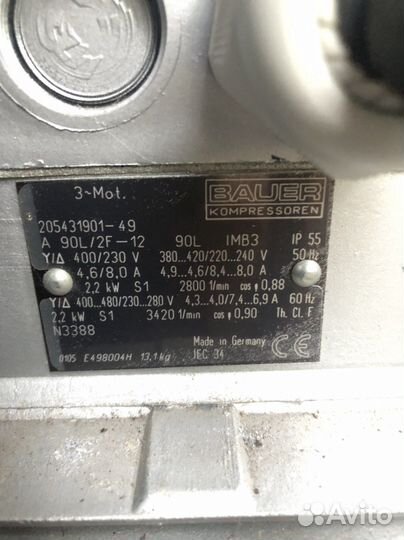 3~Mot.
BAUER
KOMPRESSOREN
205431901-49
A 90L/2F-12 90L IMB3 IP 55
Y/Δ 400/230 V 380...420/220...240 V 50 Hz
4,6/8,0 A 4,9...4,6/8,4...8,0 A
2,2 kW S1 2800 1/min cos φ 0,88
Y/Δ 400...480/230...280 V 4,3...4,0/7,4...6,9 A 60 Hz
2,2 kW S1 3420 1/min cos φ 0,90 Th. Cl. F
N3388
Made in Germany
0105 E498004H 13,1 kg IEC 34 CE
Avito